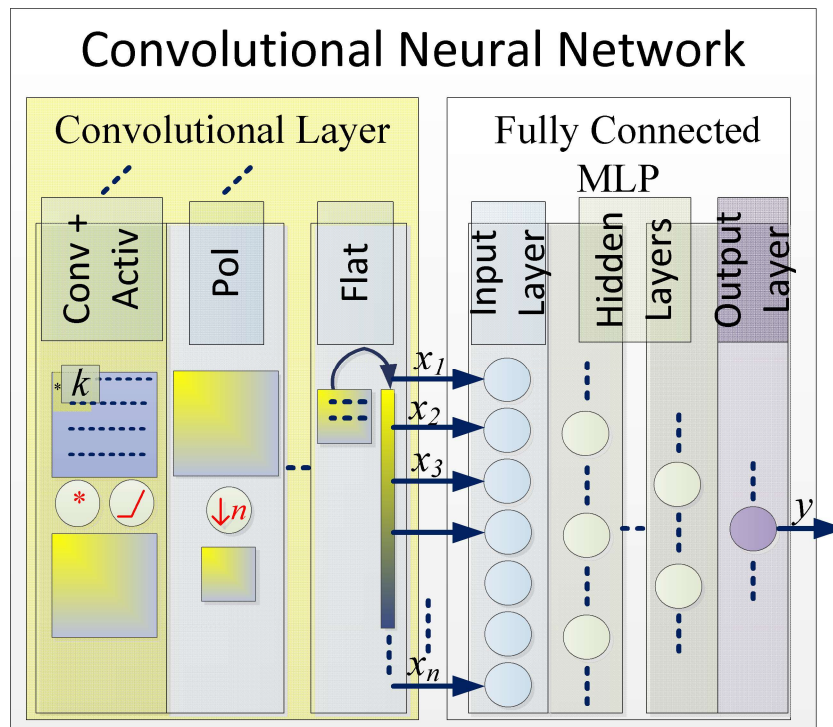 Convolutional Neural Network
Convolutional Layer
Conv +
Activ
Pol
Flat
* k
*
↓n
Fully Connected
MLP
Input
Layer
Hidden
Layers
Output
Layer
x1
x2
x3
xn
y